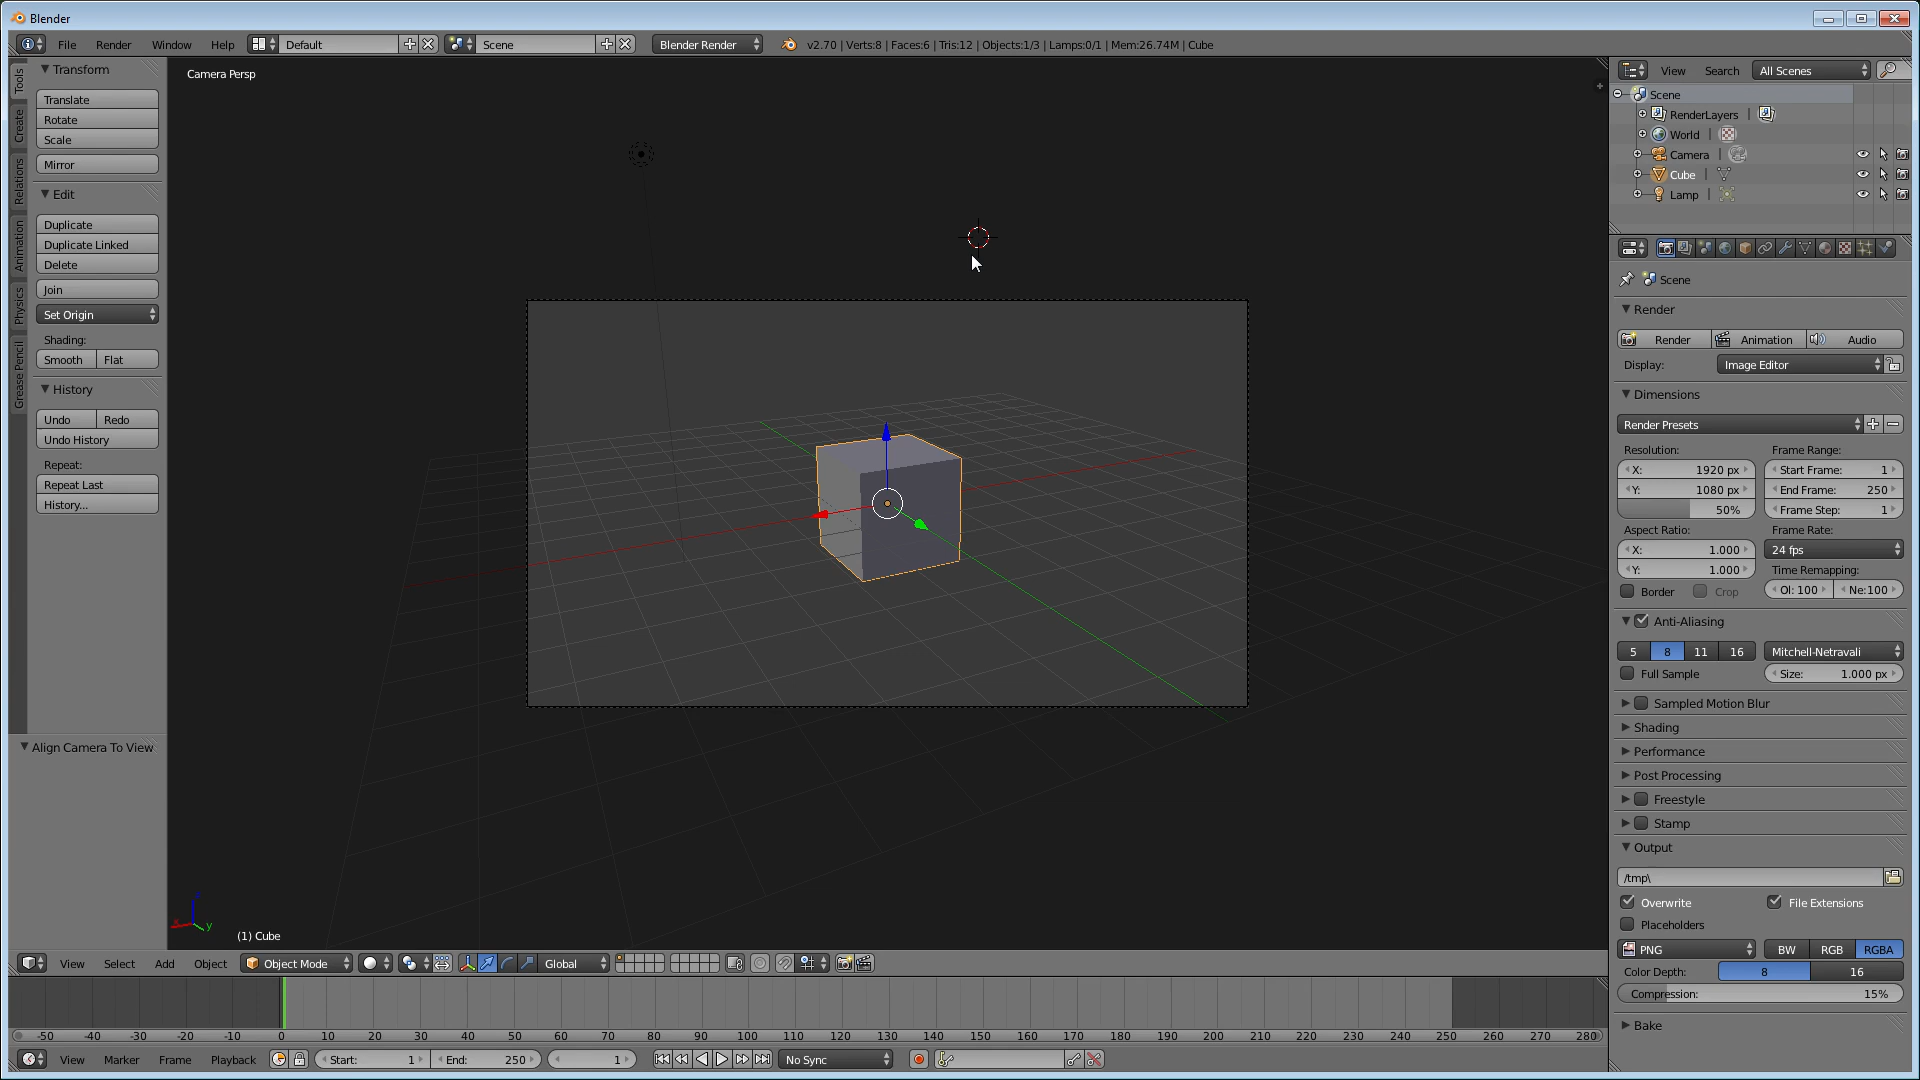 Blender
File Render Window Help Default Scene Blender Render v2.70 | Verts:8 | Faces:6 | Tris:12 | Objects:1/3 | Lamps:0/1 | Mem:26.74M | Cube
Tools
Create
Relations
Animation
Physics
Grease Pencil
Transform
Translate
Rotate
Scale
Mirror
Edit
Duplicate
Duplicate Linked
Delete
Join
Set Origin
Shading:
Smooth Flat
History
Undo Redo
Undo History
Repeat:
Repeat Last
History...
Align Camera To View
Camera Persp
x y
(1) Cube
View Select Add Object Object Mode Global
-50 -40 -30 -20 -10 0 10 20 30 40 50 60 70 80 90 100 110 120 130 140 150 160 170 180 190 200 210 220 230 240 250 260 270 280
View Marker Frame Playback Start: 1 End: 250 1 No Sync
View Search All Scenes
Scene
RenderLayers |
World |
Camera |
Cube |
Lamp |
Scene
Render
Render Animation Audio
Display: Image Editor
Dimensions
Render Presets
Resolution: Frame Range:
X: 1920 px Start Frame: 1
Y: 1080 px End Frame: 250
50% Frame Step: 1
Aspect Ratio: Frame Rate:
X: 1.000 24 fps
Y: 1.000 Time Remapping:
Border Crop Ol: 100 Ne:100
Anti-Aliasing
5 8 11 16 Mitchell-Netravali
Full Sample Size: 1.000 px
Sampled Motion Blur
Shading
Performance
Post Processing
Freestyle
Stamp
Output
/tmp\
Overwrite File Extensions
Placeholders
PNG BW RGB RGBA
Color Depth: 8 16
Compression: 15%
Bake